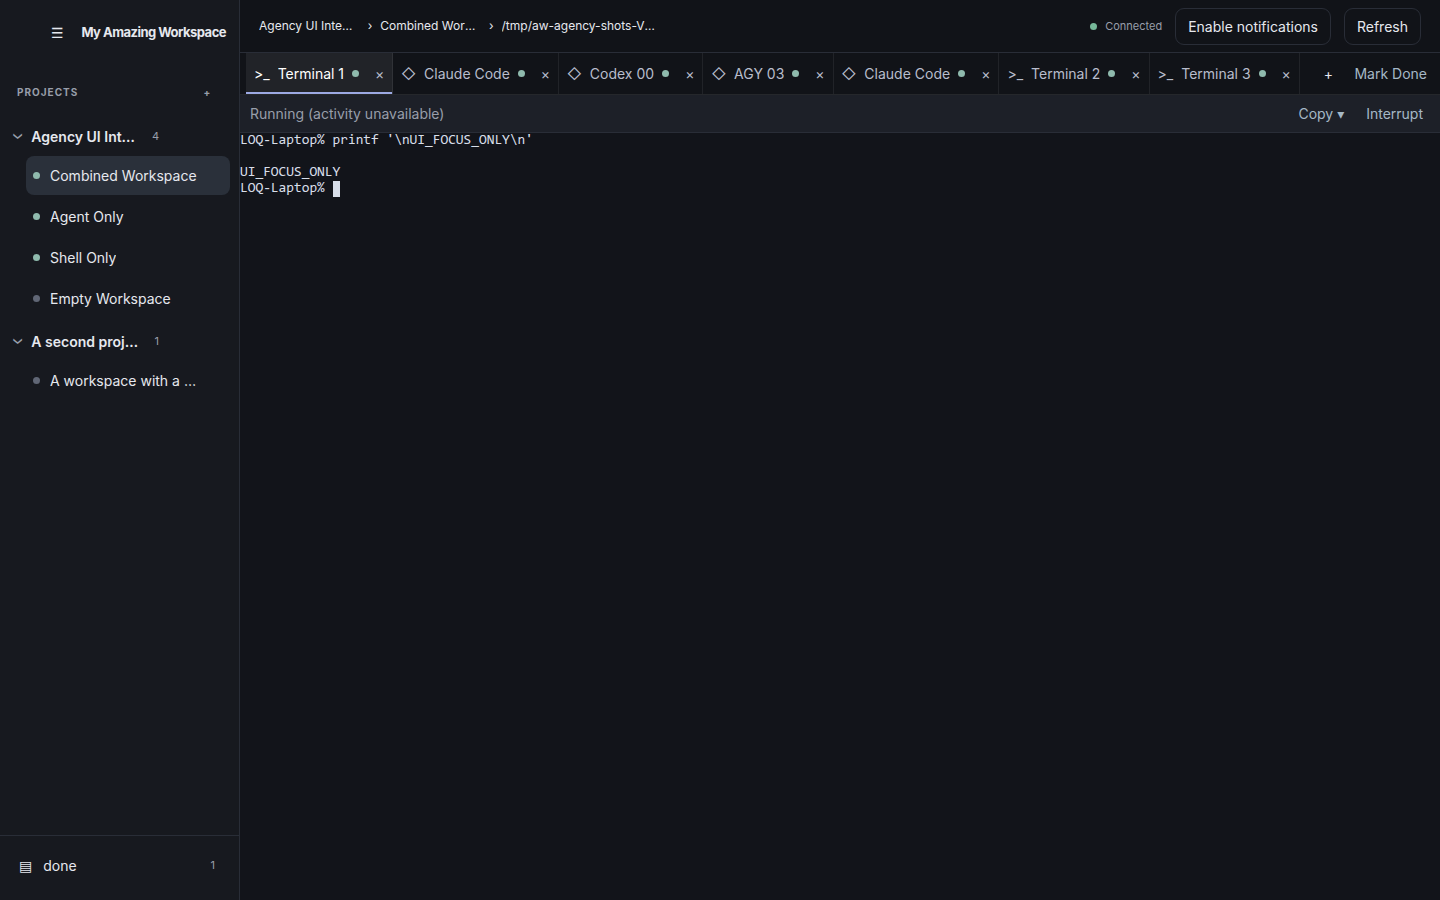 My Amazing Workspace
PROJECTS +
Agency UI Int... 4
Combined Workspace
Agent Only
Shell Only
Empty Workspace
A second proj... 1
A workspace with a ...
done 1
Agency UI Inte... › Combined Wor... › /tmp/aw-agency-shots-V...
Connected Enable notifications Refresh
>_ Terminal 1 × Claude Code × Codex 00 × AGY 03 × Claude Code × >_ Terminal 2 × >_ Terminal 3 × + Mark Done
Running (activity unavailable) Copy ▾ Interrupt
LOQ-Laptop% printf '\nUI_FOCUS_ONLY\n'
UI_FOCUS_ONLY
LOQ-Laptop%